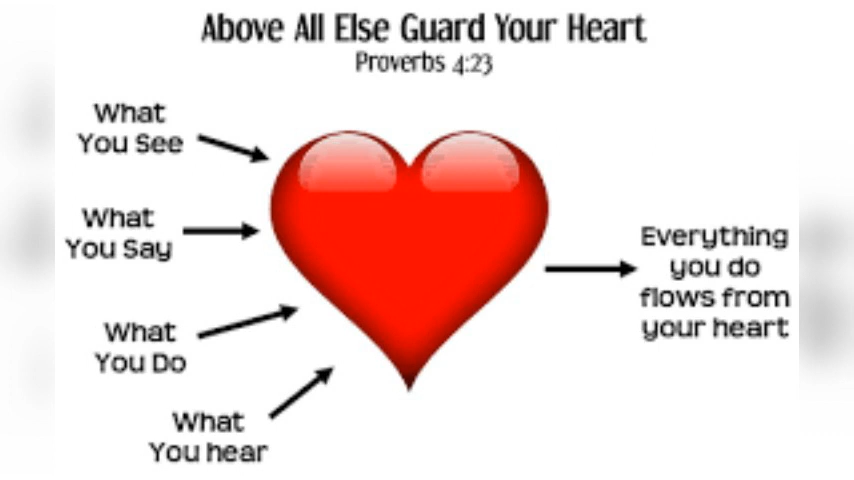 Above All Else Guard Your Heart
Proverbs 4:23
What
You See
What
You Say
What
You Do
What
You hear
Everything
you do
flows from
your heart